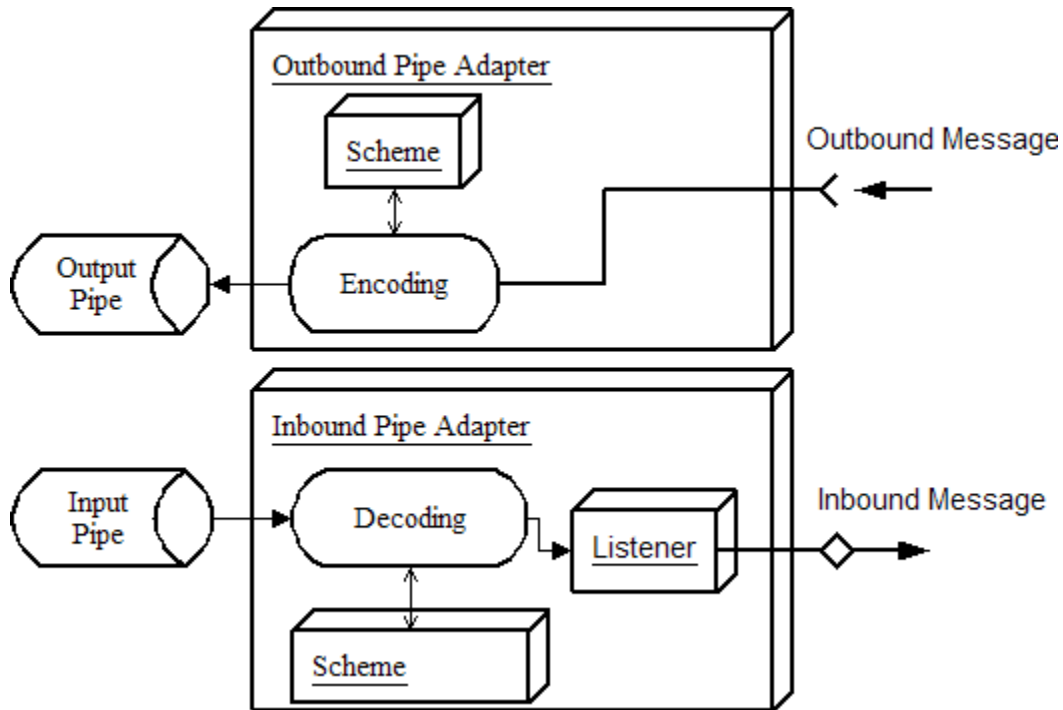 Outbound Pipe Adapter
Scheme
Outbound Message
Output
Pipe
Encoding
Inbound Pipe Adapter
Input
Pipe
Decoding
Listener
Inbound Message
Scheme